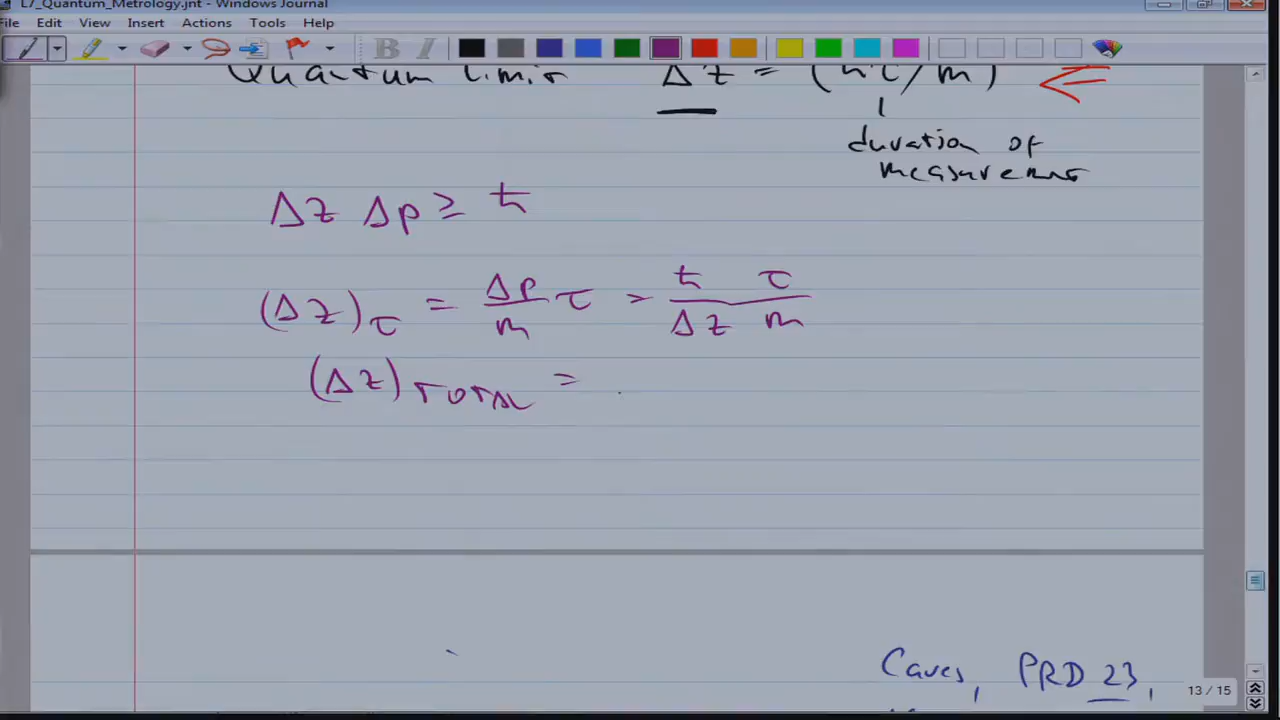 L7_Quantum_Metrology.jnt - Windows Journal
File Edit View Insert Actions Tools Help
B I
Quantum limit Δz = (ħτ/m)
duration of
measurement
Δz Δp ≥ ħ
(Δz)τ = Δp/m τ = ħ/Δz τ/m
(Δz)TOTAL =
Caves, PRD 23,
13 / 15